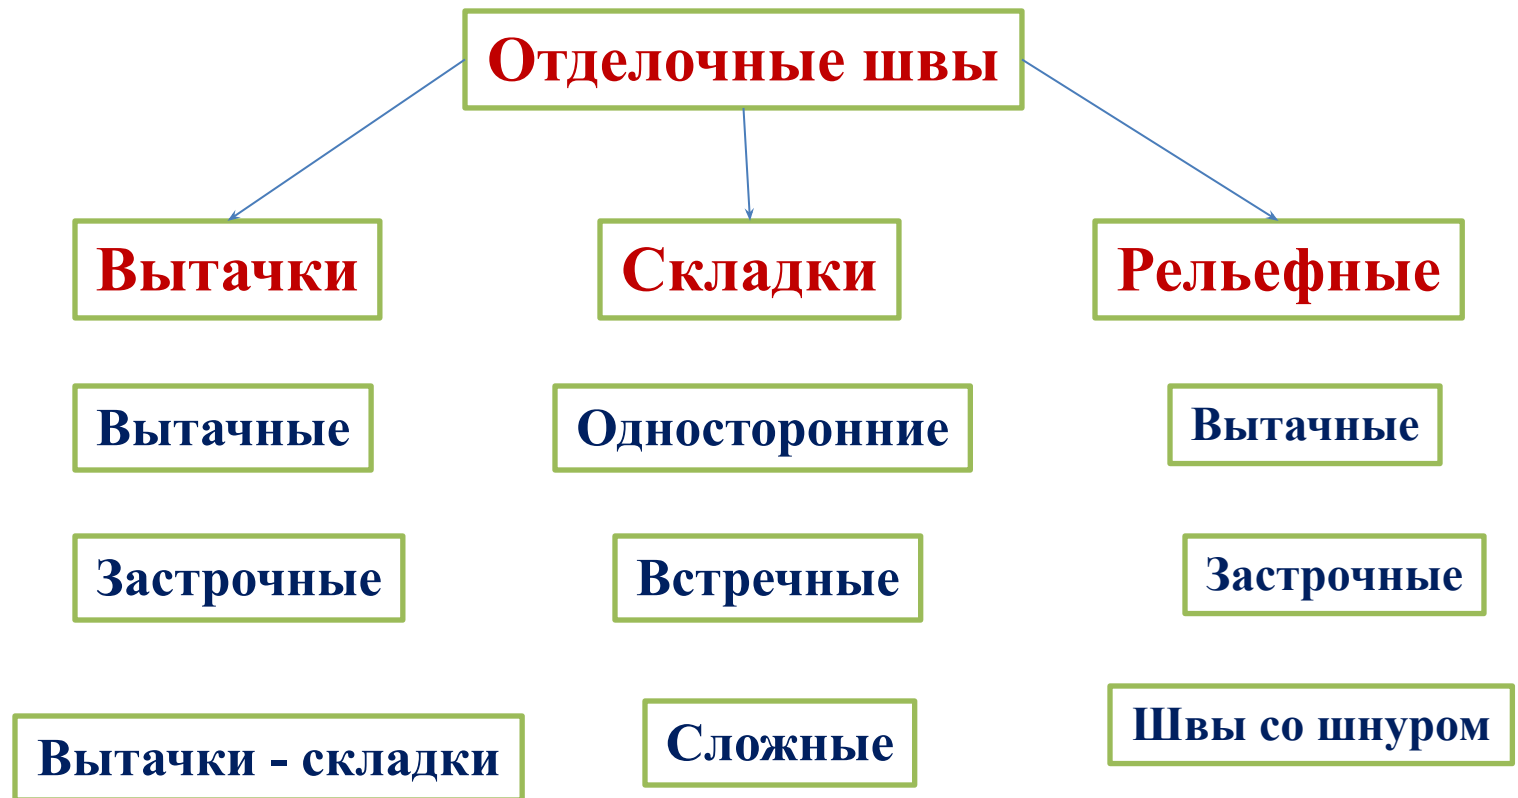 Отделочные швы
Вытачки
Складки
Рельефные
Вытачные
Односторонние
Вытачные
Застрочные
Встречные
Застрочные
Вытачки - складки
Сложные
Швы со шнуром